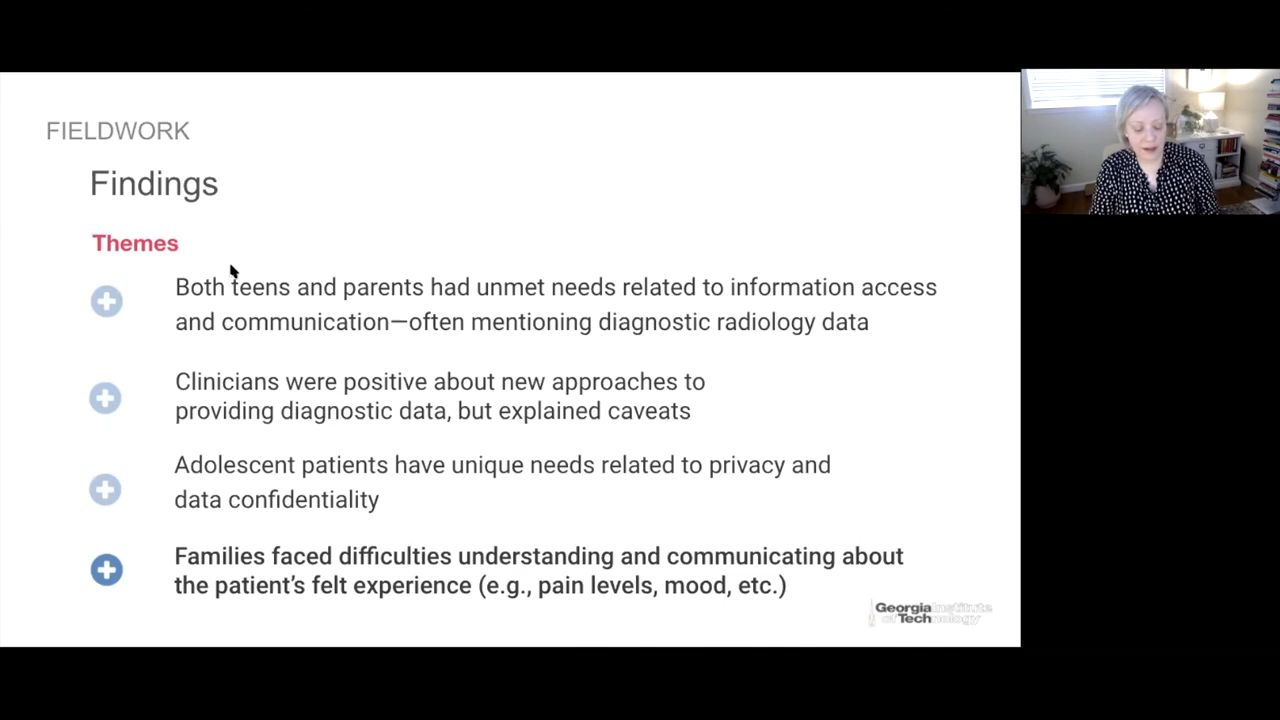 FIELDWORK
Findings
Themes
Both teens and parents had unmet needs related to information access
and communication—often mentioning diagnostic radiology data
Clinicians were positive about new approaches to
providing diagnostic data, but explained caveats
Adolescent patients have unique needs related to privacy and
data confidentiality
Families faced difficulties understanding and communicating about
the patient’s felt experience (e.g., pain levels, mood, etc.)
Georgia Institute
of Technology